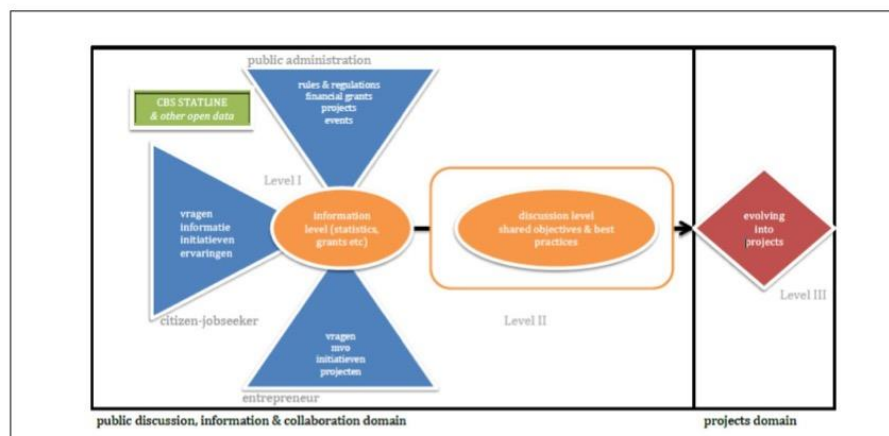 public administration
rules & regulations
financial grants
projects
events
CBS STATLINE
& other open data
Level I
vragen
informatie
initiatieven
ervaringen
information
level (statistics,
grants etc)
discussion level
shared objectives & best
practices
evolving
into
projects
Level III
citizen-jobseeker
Level II
vragen
mvo
initiatieven
projecten
entrepreneur
public discussion, information & collaboration domain
projects domain